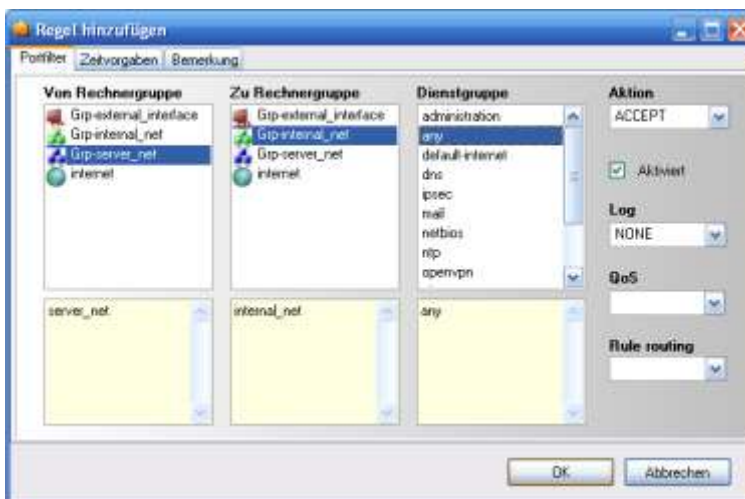 Regel hinzufügen
Portfilter Zeitvorgaben Bemerkung
Von Rechnergruppe
Grp-external_interface
Grp-internal_net
Grp-server_net
internet
server_net
Zu Rechnergruppe
Grp-external_interface
Grp-internal_net
Grp-server_net
internet
internal_net
Dienstgruppe
administration
any
default-internet
dns
ipsec
mail
netbios
ntp
openvpn
any
Aktion
ACCEPT
Aktiviert
Log
NONE
QoS
Rule routing
OK Abbrechen